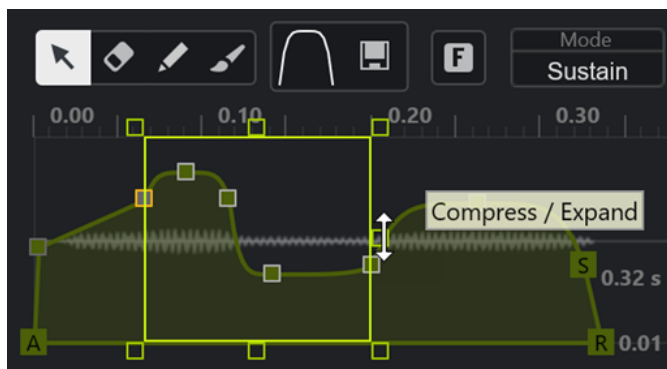 F
Mode
Sustain
0.00 0.10 0.20 0.30
Compress / Expand
S
0.32 s
A
R 0.01